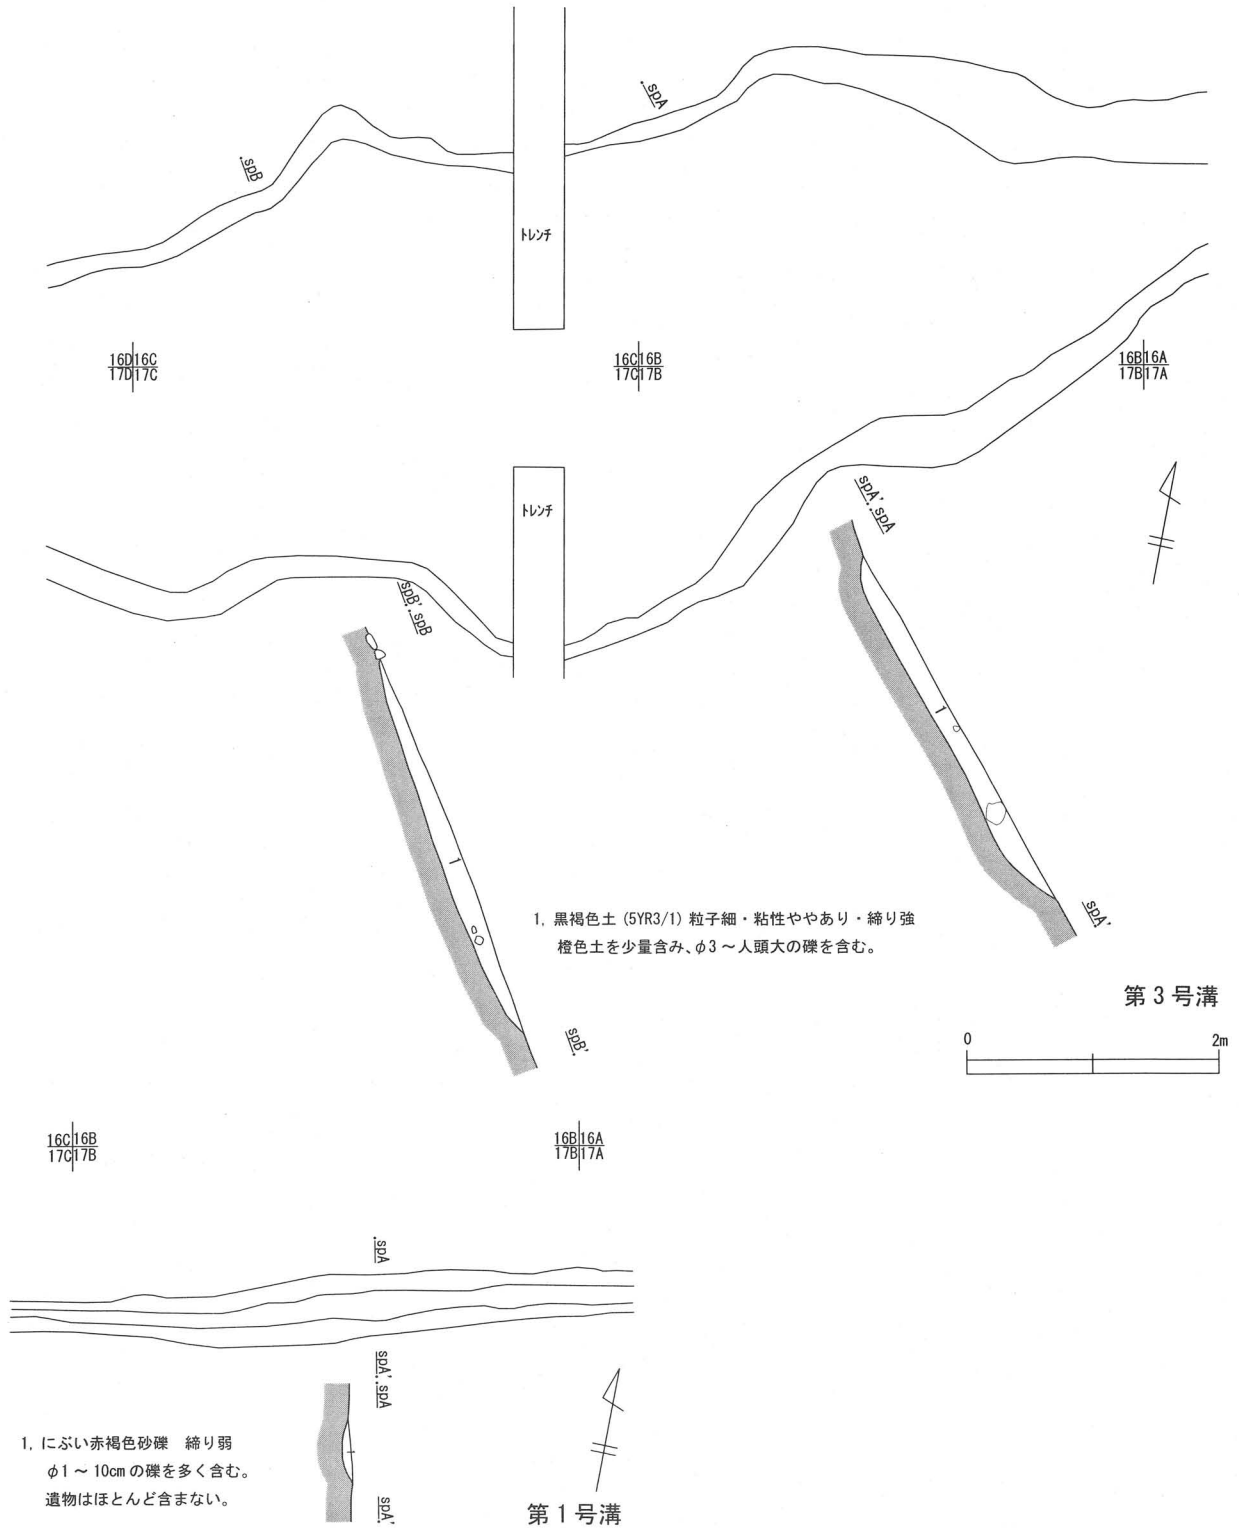 .spA
.spB
トレンチ
16D 16C
17D 17C
16C 16B
17C 17B
16B 16A
17B 17A
トレンチ
spA' .spA
spB' .spB
1
1
1, 黒褐色土 (5YR3/1) 粒子細・粘性ややあり・締り強
橙色土を少量含み、φ3～人頭大の礫を含む。
spA'
第3号溝
spB'
0 2m
16C 16B
17C 17B
16B 16A
17B 17A
.spA
spA' .spA
1
1, にぶい赤褐色砂礫 締り弱
φ1～10cmの礫を多く含む。
遺物はほとんど含まない。
spA'
第1号溝